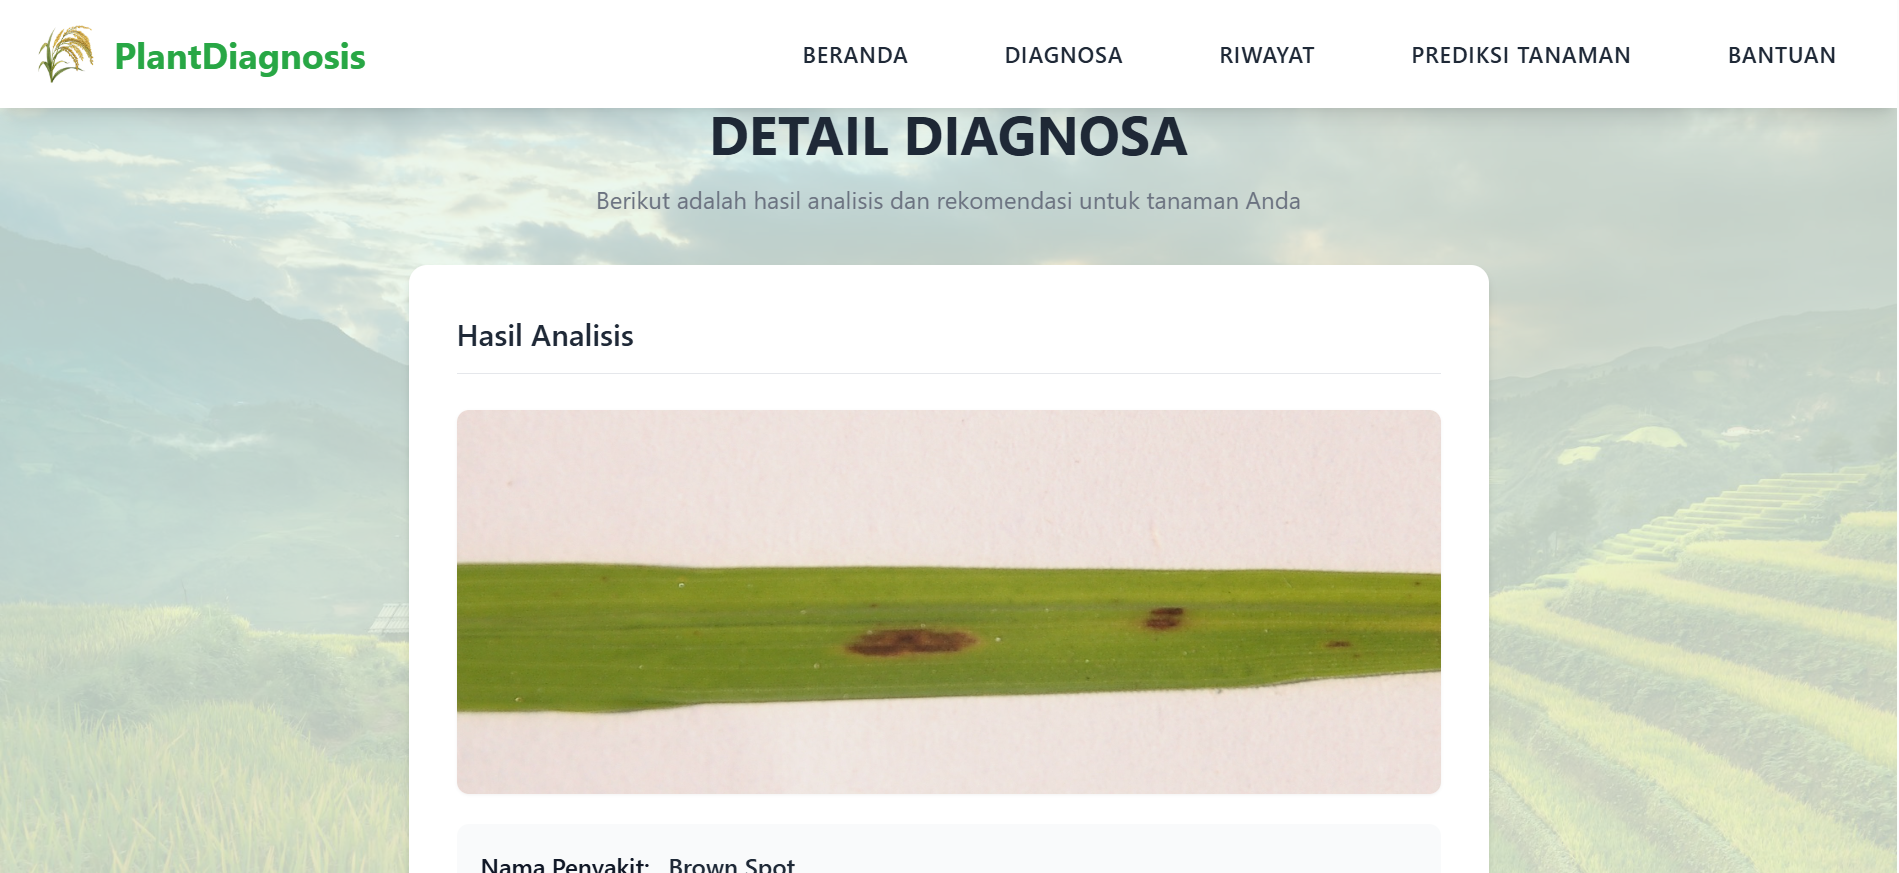 PlantDiagnosis
BERANDA
DIAGNOSA
RIWAYAT
PREDIKSI TANAMAN
BANTUAN
DETAIL DIAGNOSA
Berikut adalah hasil analisis dan rekomendasi untuk tanaman Anda
Hasil Analisis
Nama Penyakit: Brown Spot